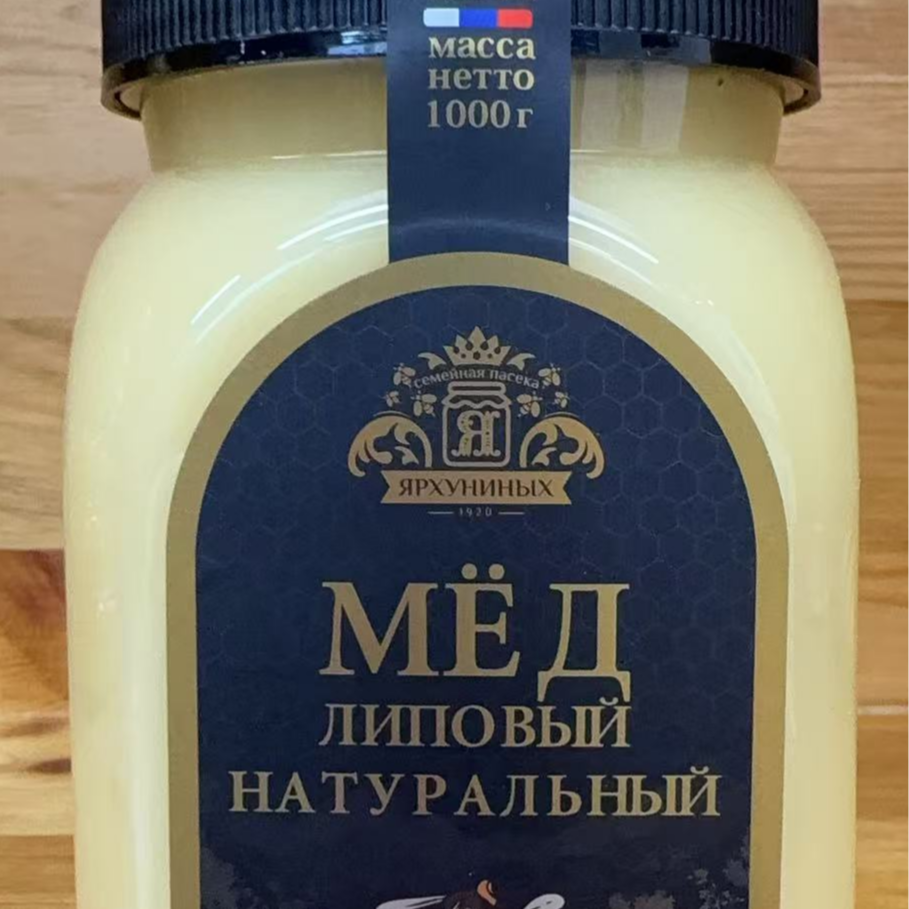 масса
нетто
1000 г
семейная пасека
Я
ЯРХУНИНЫХ
1920
МЁД
ЛИПОВЫЙ
НАТУРАЛЬНЫЙ